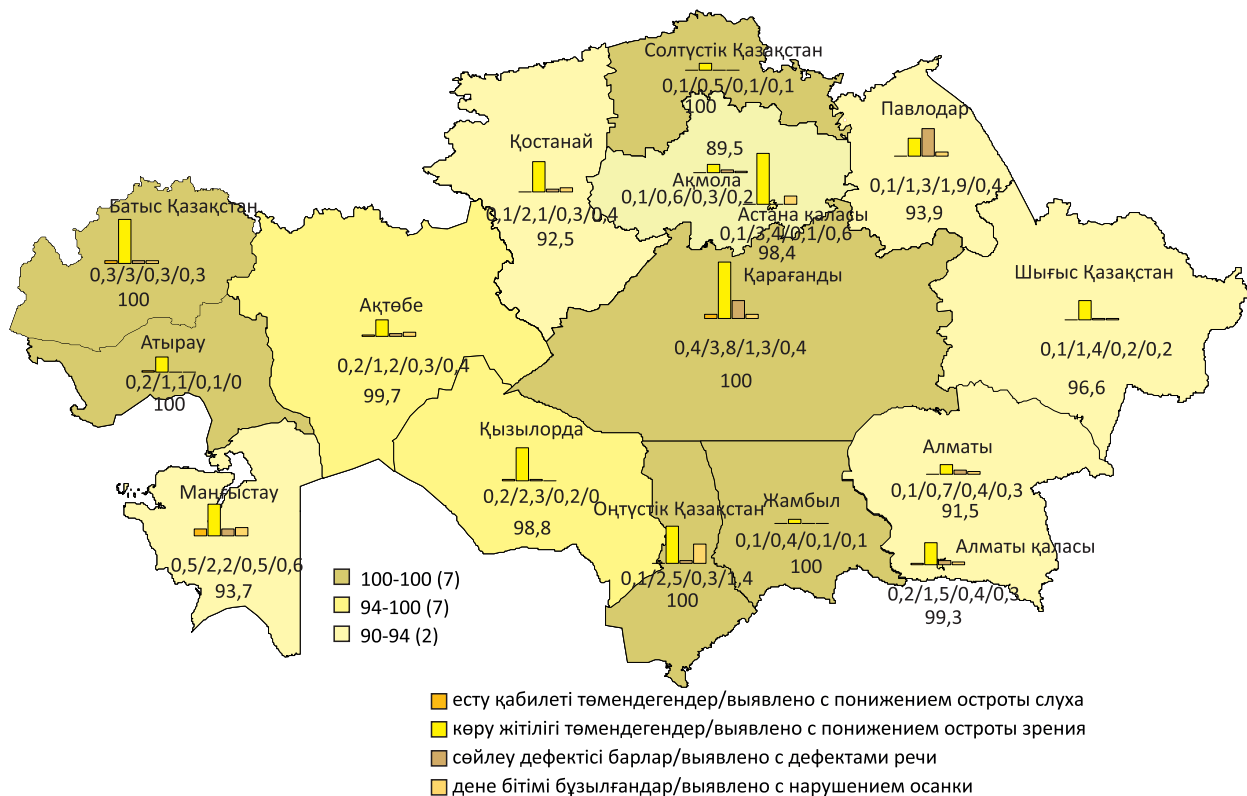 Солтүстік Қазақстан
0,1/0,5/0,1/0,1
100
Павлодар
0,1/1,3/1,9/0,4
93,9
Қостанай
0,1/2,1/0,3/0,4
92,5
89,5
Ақмола
0,1/0,6/0,3/0,2
Астана қаласы
0,1/3,4/0,1/0,6
98,4
Батыс Қазақстан
0,3/3/0,3/0,3
100
Қарағанды
0,4/3,8/1,3/0,4
100
Шығыс Қазақстан
0,1/1,4/0,2/0,2
96,6
Ақтөбе
0,2/1,2/0,3/0,4
99,7
Атырау
0,2/1,1/0,1/0
100
Қызылорда
0,2/2,3/0,2/0
98,8
Алматы
0,1/0,7/0,4/0,3
91,5
Маңғыстау
0,5/2,2/0,5/0,6
93,7
Оңтүстік Қазақстан
0,1/2,5/0,3/1,4
100
Жамбыл
0,1/0,4/0,1/0,1
100
Алматы қаласы
0,2/1,5/0,4/0,3
99,3
100-100 (7)
94-100 (7)
90-94 (2)
есту қабилеті төмендегендер/выявлено с понижением остроты слуха
көру жітілігі төмендегендер/выявлено с понижением остроты зрения
сөйлеу дефектісі барлар/выявлено с дефектами речи
дене бітімі бұзылғандар/выявлено с нарушением осанки